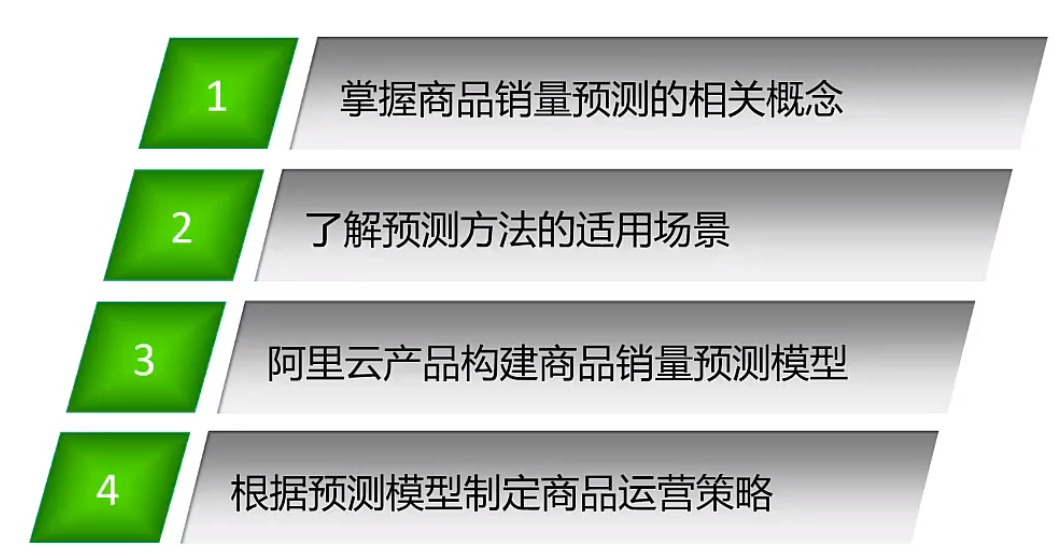 1 掌握商品销量预测的相关概念
2 了解预测方法的适用场景
3 阿里云产品构建商品销量预测模型
4 根据预测模型制定商品运营策略